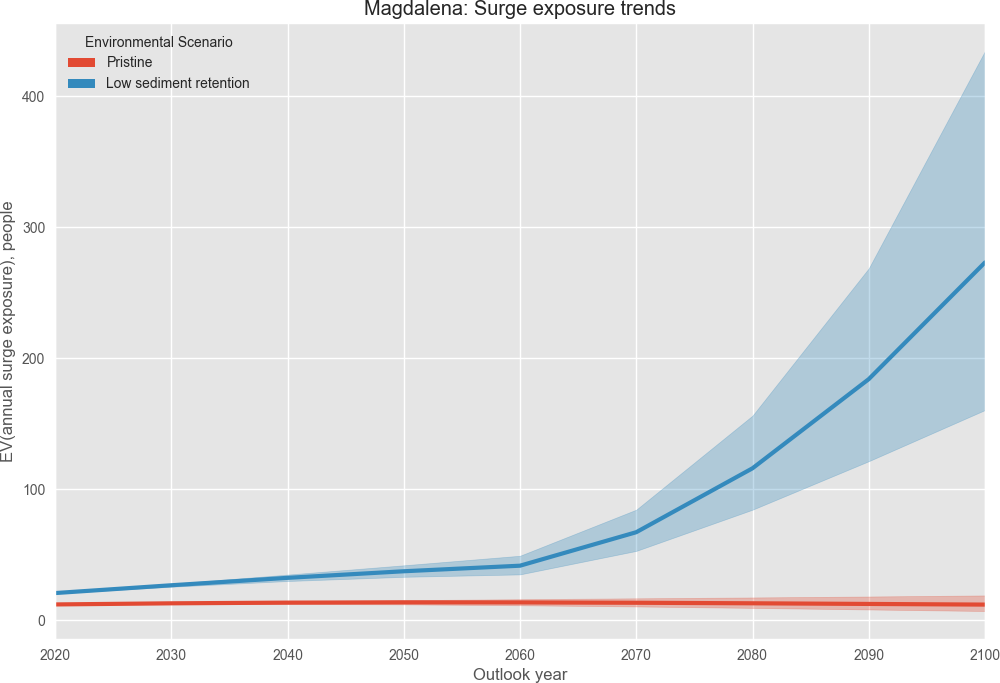 Magdalena: Surge exposure trends
Environmental Scenario
Pristine
Low sediment retention
EV(annual surge exposure), people
400
300
200
100
0
2020 2030 2040 2050 2060 2070 2080 2090 2100
Outlook year